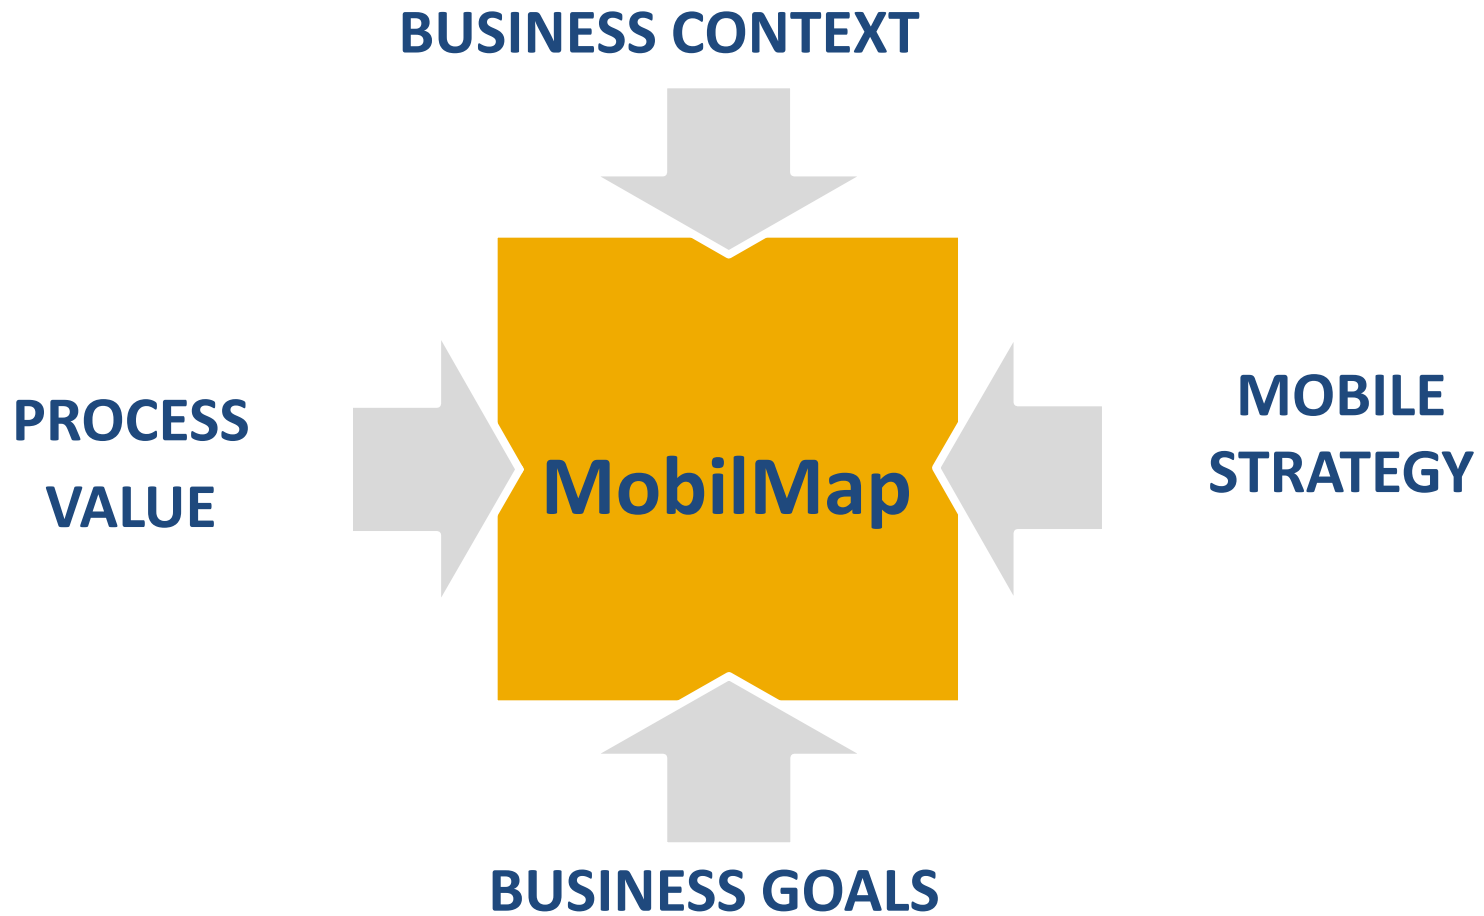 BUSINESS CONTEXT
PROCESS
VALUE
MobilMap
MOBILE
STRATEGY
BUSINESS GOALS